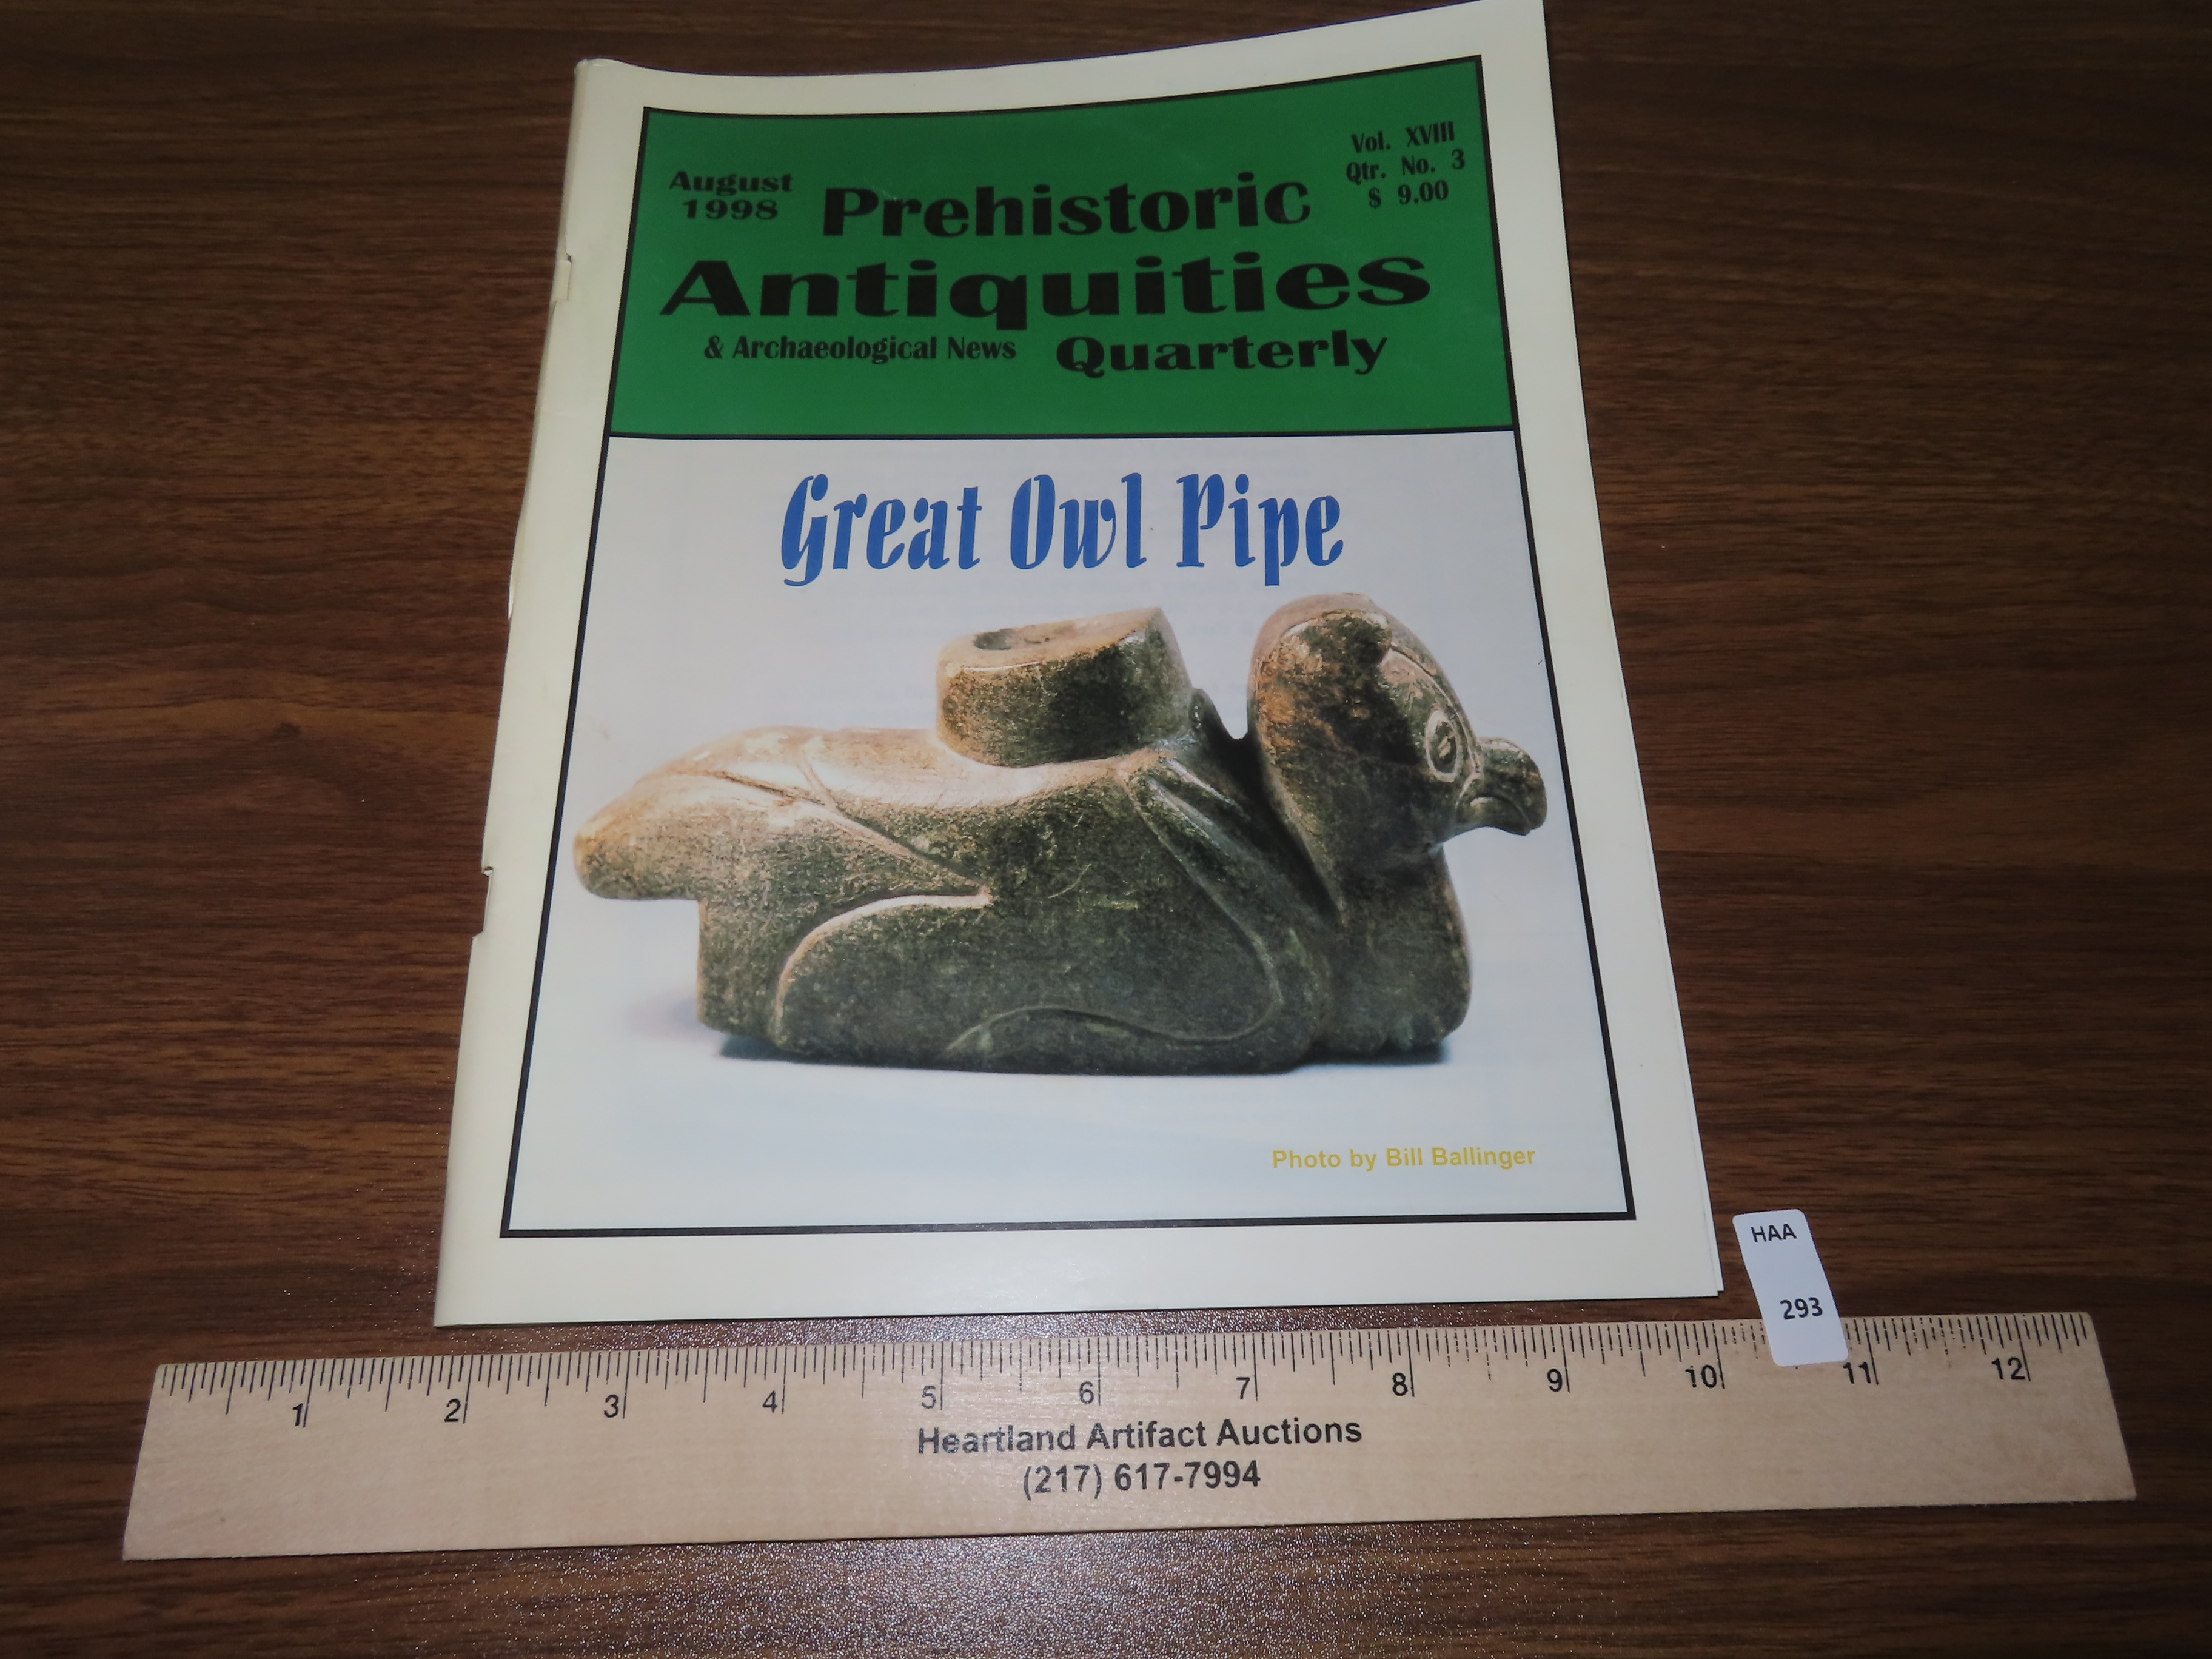 August
1998
Vol. XVIII
Qtr. No. 3
$ 9.00
Prehistoric
Antiquities
& Archaeological News Quarterly
Great Owl Pipe
Photo by Bill Ballinger
HAA
293
1 2 3 4 5 6 7 8 9 10 11 12
Heartland Artifact Auctions
(217) 617-7994